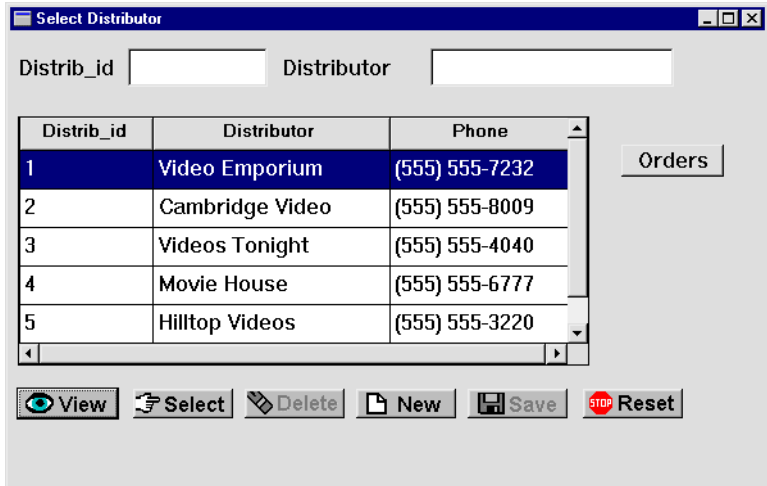 Select Distributor
Distrib_id Distributor
Distrib_id Distributor Phone
1 Video Emporium (555) 555-7232
Orders
2 Cambridge Video (555) 555-8009
3 Videos Tonight (555) 555-4040
4 Movie House (555) 555-6777
5 Hilltop Videos (555) 555-3220
View Select Delete New Save STOP Reset